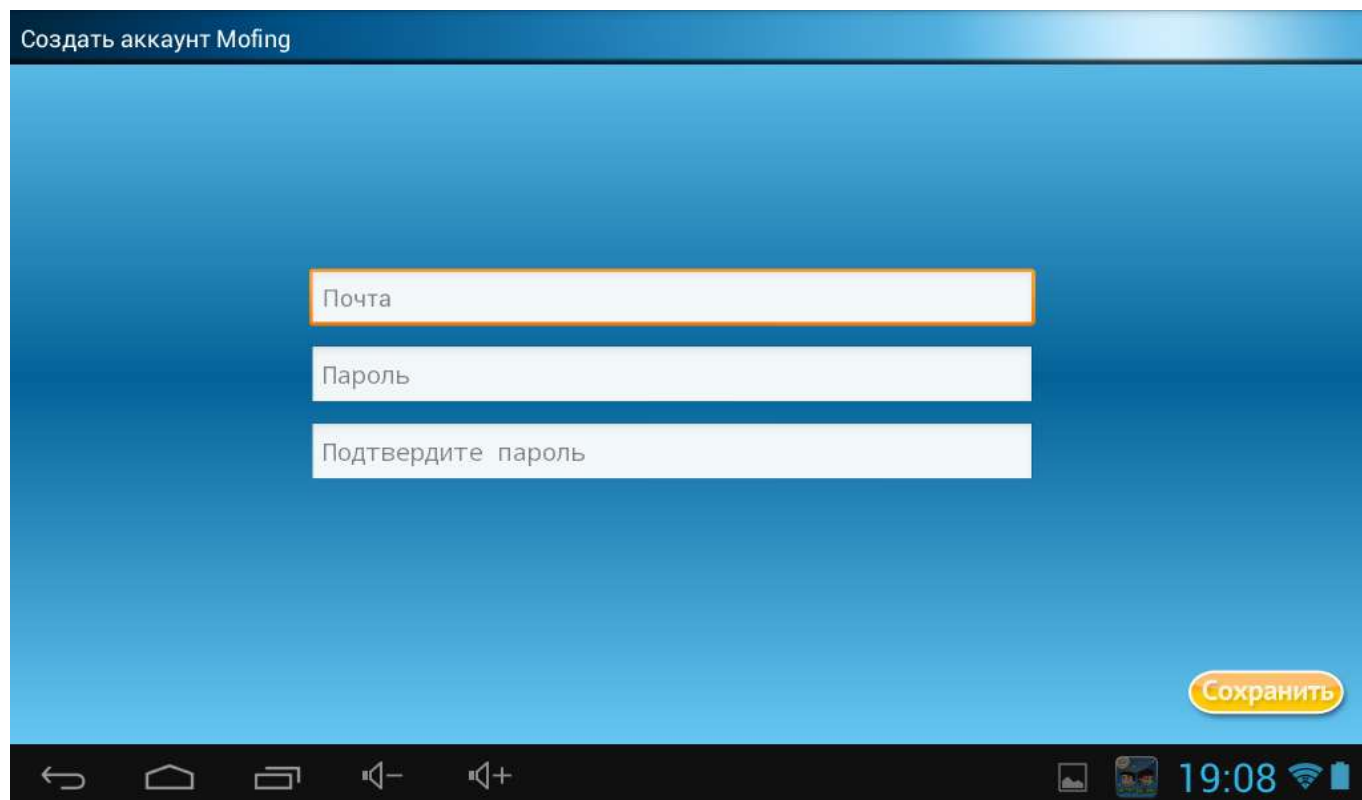 Создать аккаунт Mofing
Почта
Пароль
Подтвердите пароль
Сохранить
19:08